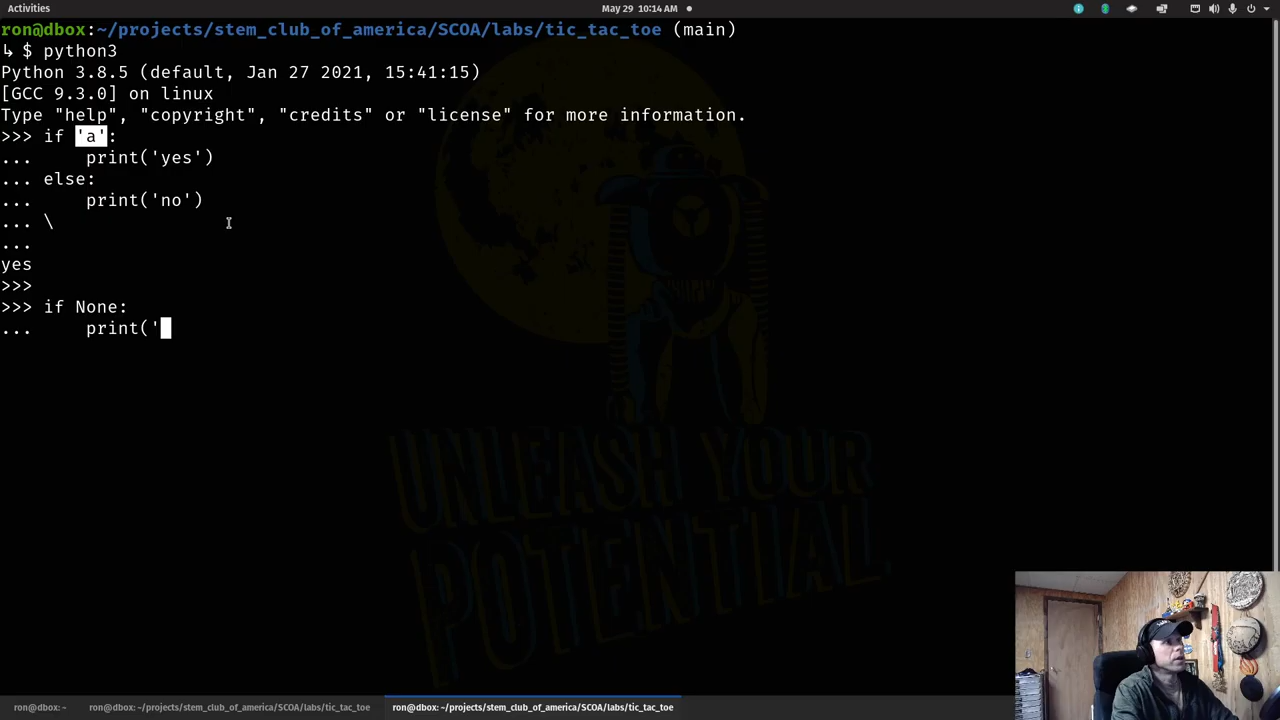 Activities
May 29 10:14 AM
ron@dbox:~/projects/stem_club_of_america/SCOA/labs/tic_tac_toe (main)
↳ $ python3
Python 3.8.5 (default, Jan 27 2021, 15:41:15)
[GCC 9.3.0] on linux
Type "help", "copyright", "credits" or "license" for more information.
>>> if 'a':
...     print('yes')
... else:
...     print('no')
... \
...
yes
>>>
>>> if None:
...     print('
UNLEASH YOUR
POTENTIAL
ron@dbox: ~
ron@dbox: ~/projects/stem_club_of_america/SCOA/labs/tic_tac_toe
ron@dbox: ~/projects/stem_club_of_america/SCOA/labs/tic_tac_toe